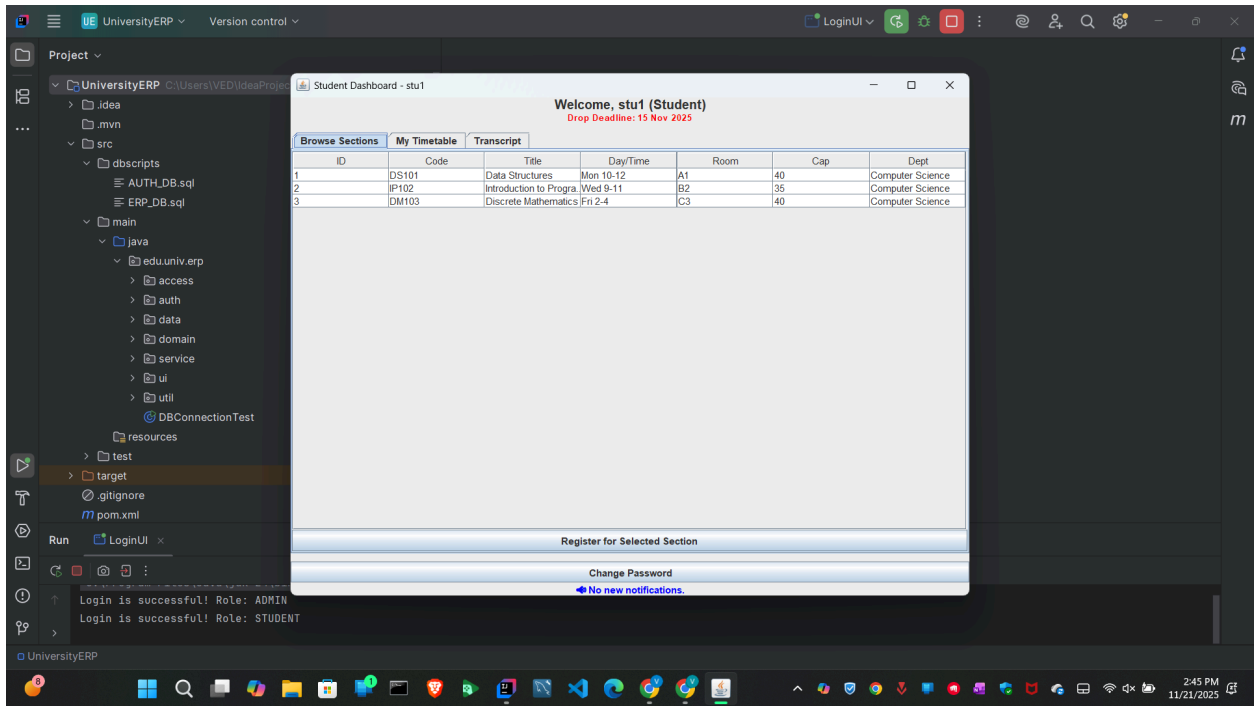 UE UniversityERP Version control LoginUI
Project
UniversityERP C:\Users\VED\IdeaProjec
.idea
.mvn
src
dbscripts
AUTH_DB.sql
ERP_DB.sql
main
java
edu.univ.erp
access
auth
data
domain
service
ui
util
DBConnectionTest
resources
test
target
.gitignore
m pom.xml
m
Student Dashboard - stu1
Welcome, stu1 (Student)
Drop Deadline: 15 Nov 2025
Browse Sections My Timetable Transcript
ID Code Title Day/Time Room Cap Dept
1 DS101 Data Structures Mon 10-12 A1 40 Computer Science
2 IP102 Introduction to Progra. Wed 9-11 B2 35 Computer Science
3 DM103 Discrete Mathematics Fri 2-4 C3 40 Computer Science
Register for Selected Section
Change Password
No new notifications.
Run LoginUI
Login is successful! Role: ADMIN
Login is successful! Role: STUDENT
UniversityERP
8
1
2:45 PM
11/21/2025